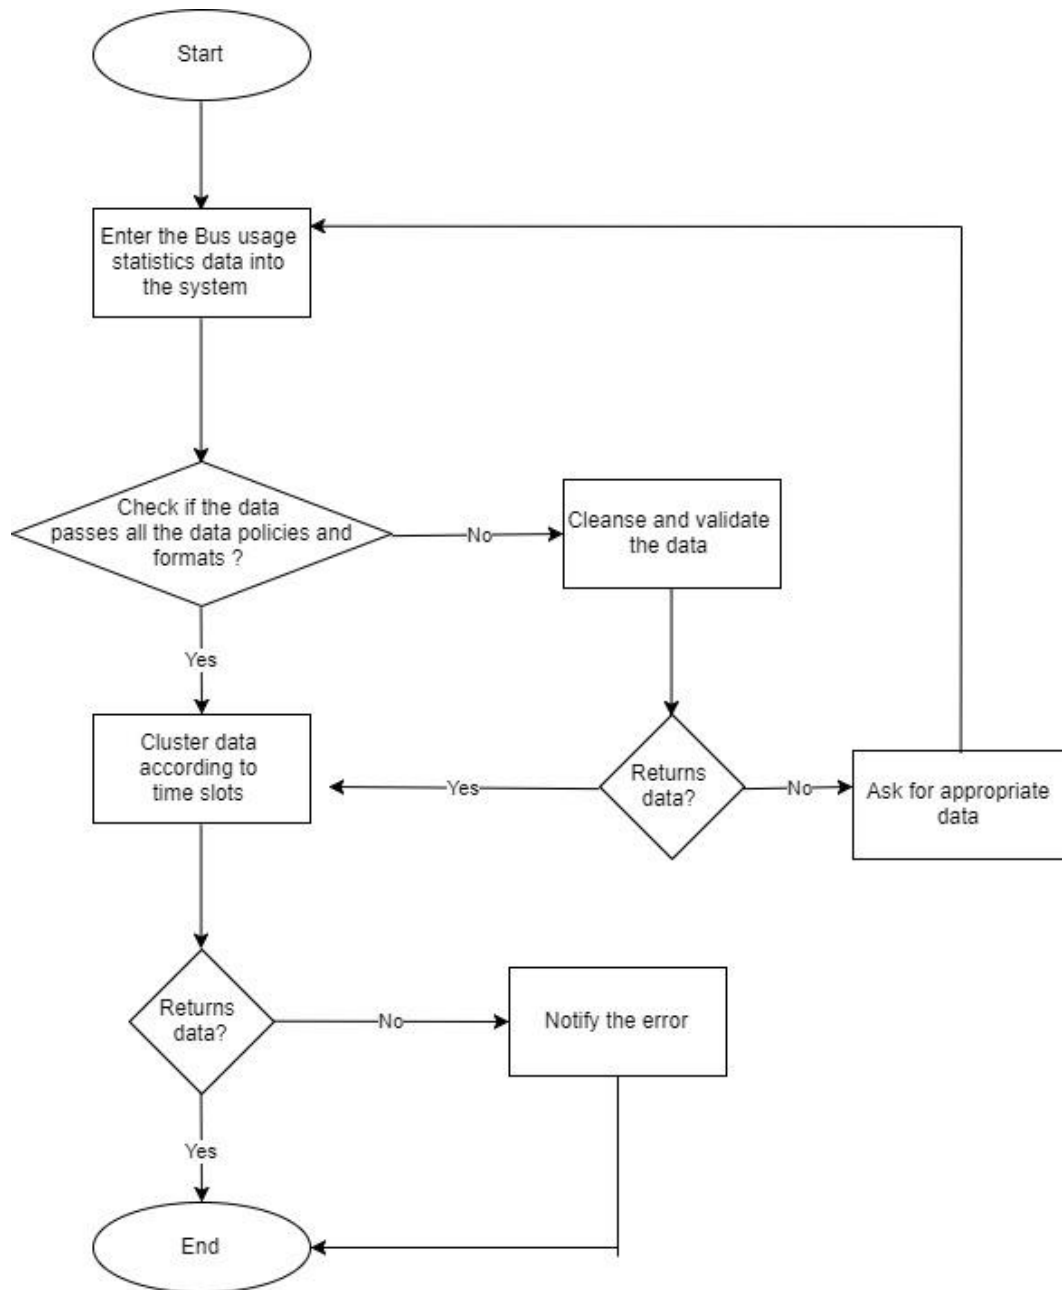 Start
Enter the Bus usage
statistics data into
the system
Check if the data
passes all the data policies and
formats ?
No
Cleanse and validate
the data
Yes
Cluster data
according to
time slots
Yes
Returns
data?
No
Ask for appropriate
data
Returns
data?
No
Notify the error
Yes
End